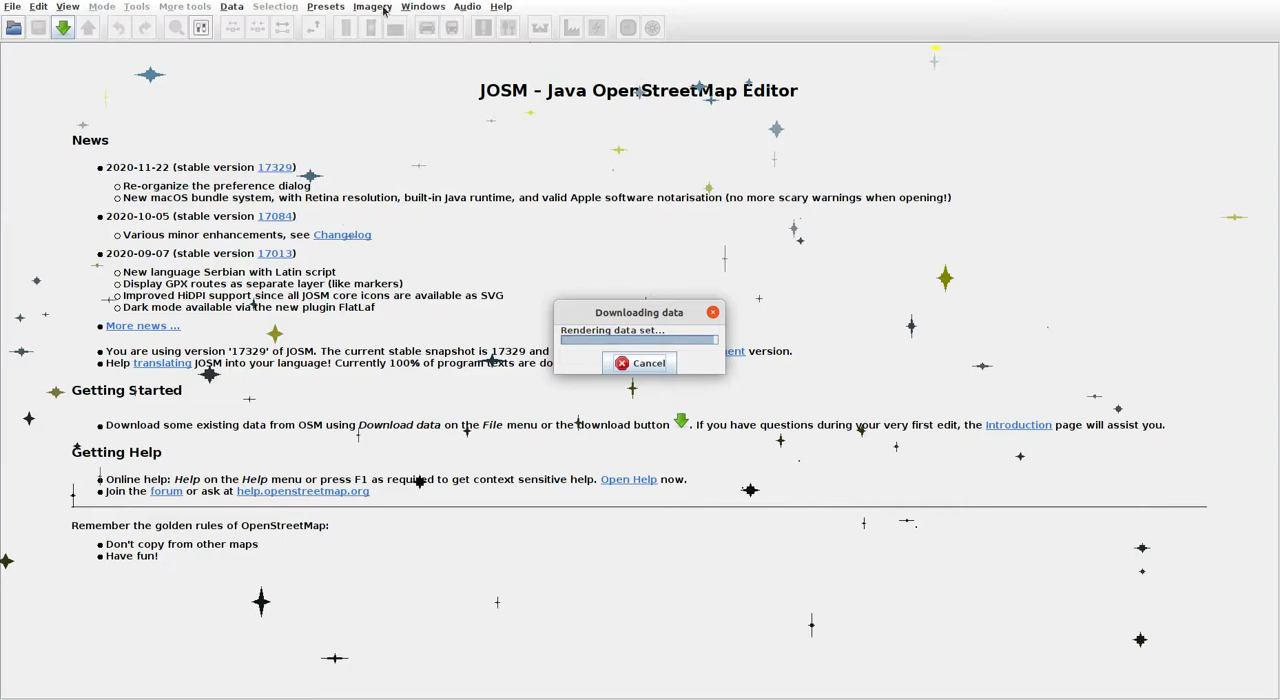 File Edit View Mode Tools More tools Data Selection Presets Imagery Windows Audio Help
JOSM – Java OpenStreetMap Editor
News
2020-11-22 (stable version 17329)
Re-organize the preference dialog
New macOS bundle system, with Retina resolution, built-in Java runtime, and valid Apple software notarisation (no more scary warnings when opening!)
2020-10-05 (stable version 17084)
Various minor enhancements, see Changelog
2020-09-07 (stable version 17013)
New language Serbian with Latin script
Display GPX routes as separate layer (like markers)
Improved HiDPI support since all JOSM core icons are available as SVG
Dark mode available via the new plugin FlatLaf
More news ...
Downloading data
Rendering data set...
Cancel
You are using version '17329' of JOSM. The current stable snapshot is 17329 and ent version.
Help translating JOSM into your language! Currently 100% of program texts are do
Getting Started
Download some existing data from OSM using Download data on the File menu or the download button . If you have questions during your very first edit, the Introduction page will assist you.
Getting Help
Online help: Help on the Help menu or press F1 as required to get context sensitive help. Open Help now.
Join the forum or ask at help.openstreetmap.org
Remember the golden rules of OpenStreetMap:
Don't copy from other maps
Have fun!